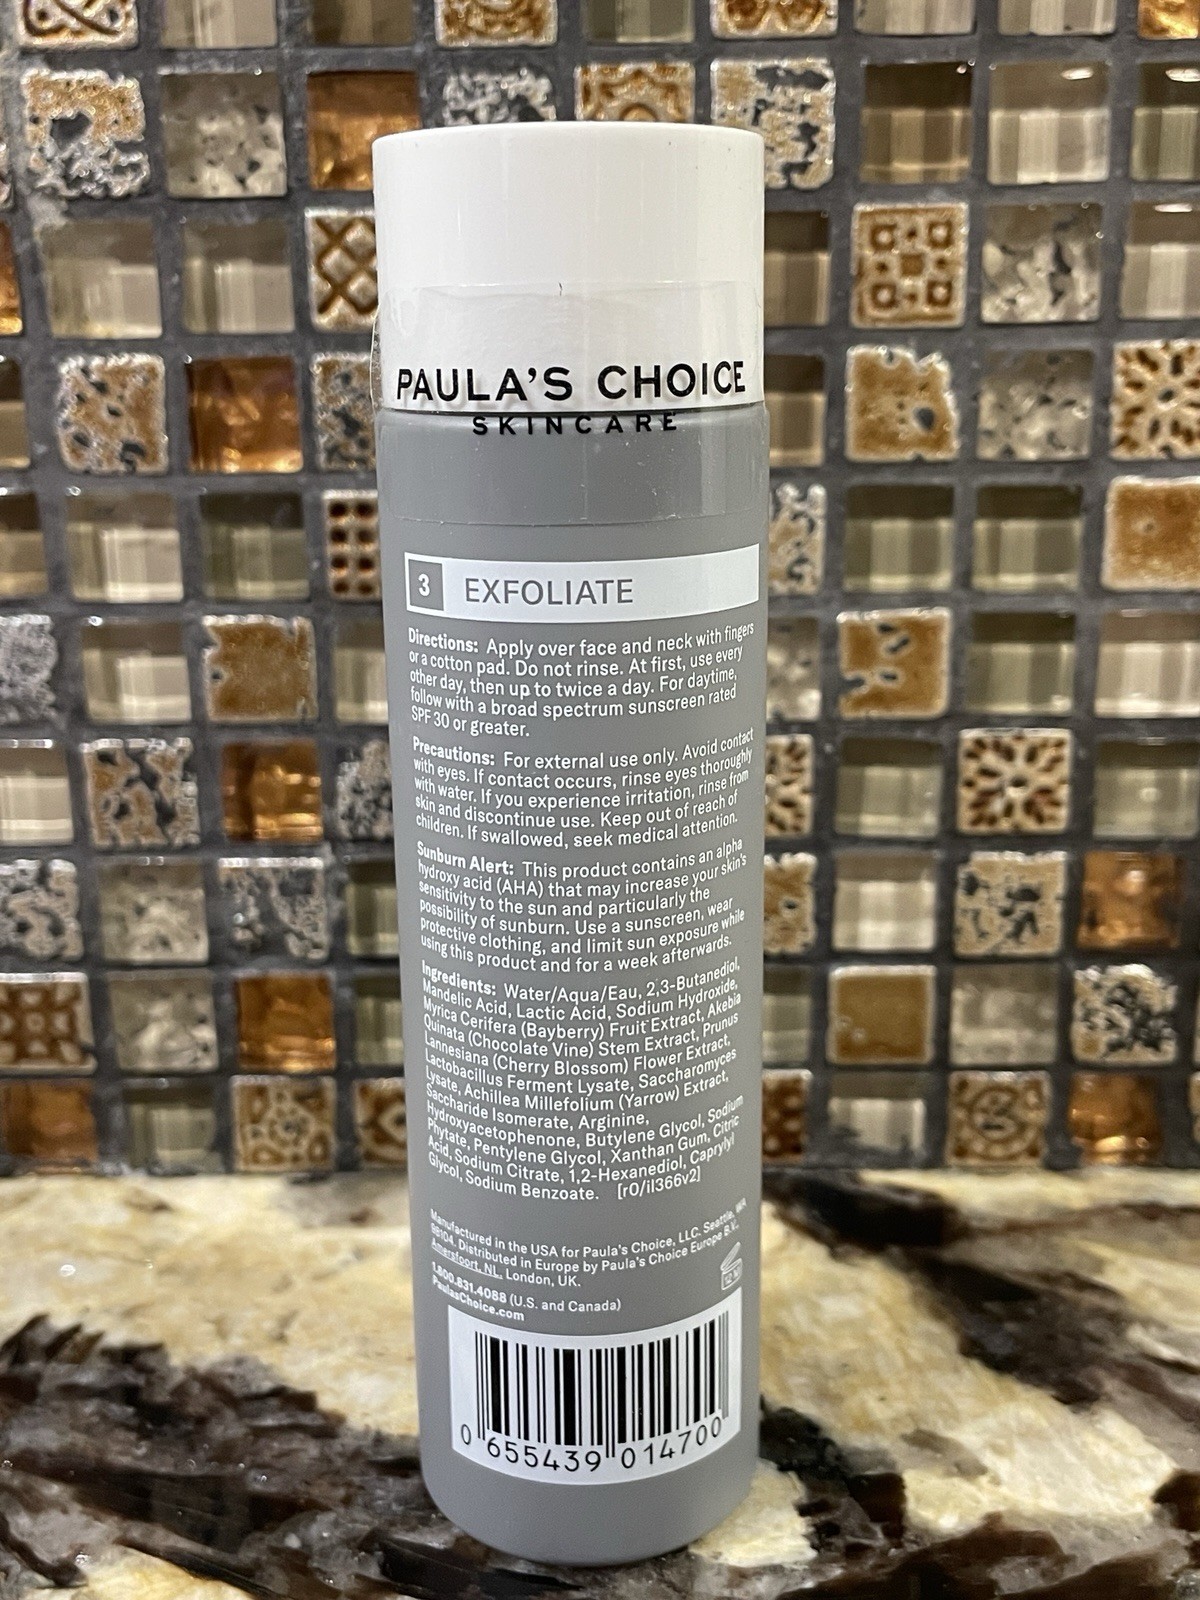 PAULA'S CHOICE
SKINCARE
3 EXFOLIATE
Directions: Apply over face and neck with fingers
or a cotton pad. Do not rinse. At first, use every
other day, then up to twice a day. For daytime,
follow with a broad spectrum sunscreen rated
SPF 30 or greater.
Precautions: For external use only. Avoid contact
with eyes. If contact occurs, rinse eyes thoroughly
with water. If you experience irritation, rinse from
skin and discontinue use. Keep out of reach of
children. If swallowed, seek medical attention.
Sunburn Alert: This product contains an alpha
hydroxy acid (AHA) that may increase your skin's
sensitivity to the sun and particularly the
possibility of sunburn. Use a sunscreen, wear
protective clothing, and limit sun exposure while
using this product and for a week afterwards.
Ingredients: Water/Aqua/Eau, 2,3-Butanediol,
Mandelic Acid, Lactic Acid, Sodium Hydroxide,
Myrica Cerifera (Bayberry) Fruit Extract, Akebia
Quinata (Chocolate Vine) Stem Extract, Prunus
Lannesiana (Cherry Blossom) Flower Extract,
Lactobacillus Ferment Lysate, Saccharomyces
Lysate, Achillea Millefolium (Yarrow) Extract,
Saccharide Isomerate, Arginine,
Hydroxyacetophenone, Butylene Glycol, Sodium
Phytate, Pentylene Glycol, Xanthan Gum, Citric
Acid, Sodium Citrate, 1,2-Hexanediol, Caprylyl
Glycol, Sodium Benzoate. [r0/il366v2]
Manufactured in the USA for Paula's Choice, LLC. Seattle, WA
98104. Distributed in Europe by Paula's Choice Europe B.V.,
Amersfoort, NL, London, UK.
1.800.831.4088 (U.S. and Canada)
PaulasChoice.com
0 655439 014700